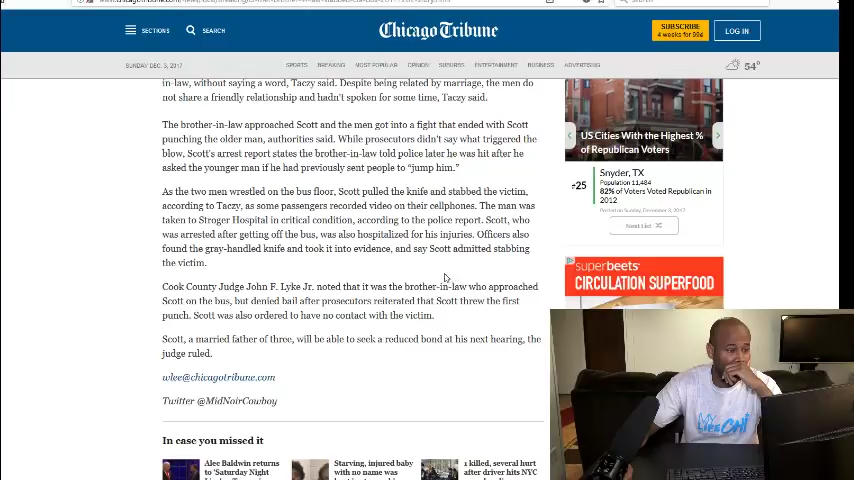 SECTIONS
SEARCH
Chicago Tribune
SUBSCRIBE
4 weeks for 99¢
LOG IN
SUNDAY DEC. 3, 2017
SPORTS BREAKING MOST POPULAR OPINION SUBURBS ENTERTAINMENT BUSINESS ADVERTISING
54°
in-law, without saying a word, Taczy said. Despite being related by marriage, the men do
not share a friendly relationship and hadn't spoken for some time, Taczy said.
The brother-in-law approached Scott and the men got into a fight that ended with Scott
punching the older man, authorities said. While prosecutors didn't say what triggered the
blow, Scott's arrest report states the brother-in-law told police later he was hit after he
asked the younger man if he had previously sent people to “jump him.”
As the two men wrestled on the bus floor, Scott pulled the knife and stabbed the victim,
according to Taczy, as some passengers recorded video on their cellphones. The man was
taken to Stroger Hospital in critical condition, according to the police report. Scott, who
was arrested after getting off the bus, was also hospitalized for his injuries. Officers also
found the gray-handled knife and took it into evidence, and say Scott admitted stabbing
the victim.
Cook County Judge John F. Lyke Jr. noted that it was the brother-in-law who approached
Scott on the bus, but denied bail after prosecutors reiterated that Scott threw the first
punch. Scott was also ordered to have no contact with the victim.
Scott, a married father of three, will be able to seek a reduced bond at his next hearing, the
judge ruled.
wlee@chicagotribune.com
Twitter @MidNoirCowboy
In case you missed it
Alec Baldwin returns
to 'Saturday Night
Starving, injured baby
with no name was
1 killed, several hurt
after driver hits NYC
US Cities With the Highest %
of Republican Voters
#25
Snyder, TX
Population 11,484
82% of Voters Voted Republican in
2012
Posted on Sunday, December 3, 2017
Next List
superbeets
CIRCULATION SUPERFOOD
MY
LIFE CHI